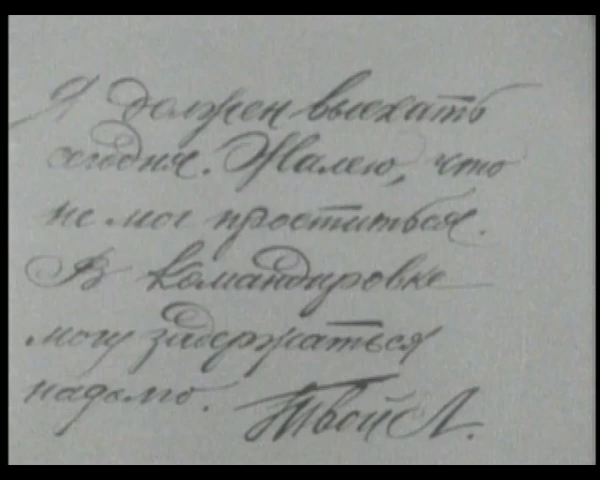 Я должен выехать
сегодня. Жалею, что
не мог проститься.
В командировке
могу задержаться
надолго. Твой Л.